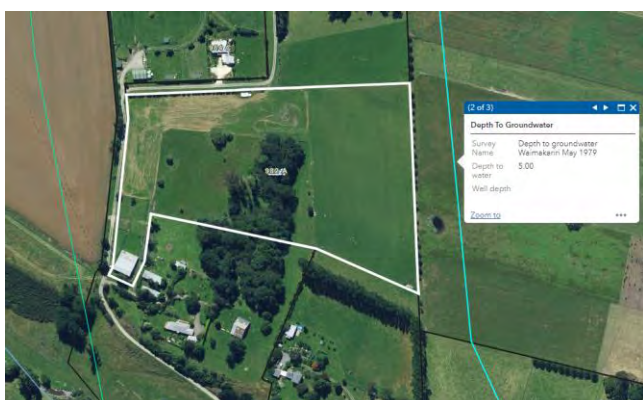 (2 of 3)
Depth To Groundwater
Survey Name Depth to groundwater Waimakariri May 1979
Depth to water 5.00
Well depth
Zoom to